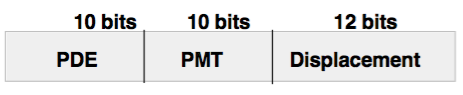 10 bits 10 bits 12 bits
PDE PMT Displacement